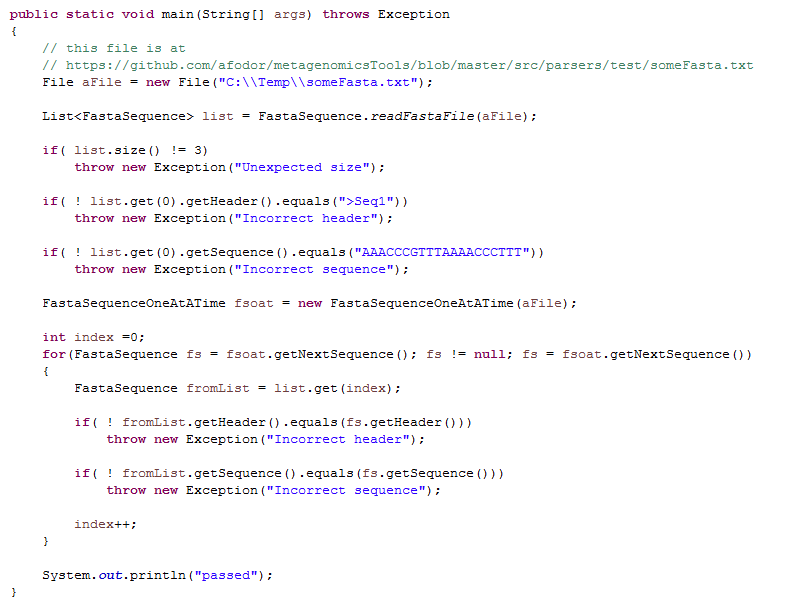 public static void main(String[] args) throws Exception
{
    // this file is at
    // https://github.com/afodor/metagenomicsTools/blob/master/src/parsers/test/someFasta.txt
    File aFile = new File("C:\\Temp\\someFasta.txt");

    List<FastaSequence> list = FastaSequence.readFastaFile(aFile);

    if( list.size() != 3)
        throw new Exception("Unexpected size");

    if( ! list.get(0).getHeader().equals(">Seq1"))
        throw new Exception("Incorrect header");

    if( ! list.get(0).getSequence().equals("AAACCCGTTTAAAACCCTTT"))
        throw new Exception("Incorrect sequence");

    FastaSequenceOneAtATime fsoat = new FastaSequenceOneAtATime(aFile);

    int index =0;
    for(FastaSequence fs = fsoat.getNextSequence(); fs != null; fs = fsoat.getNextSequence())
    {
        FastaSequence fromList = list.get(index);

        if( ! fromList.getHeader().equals(fs.getHeader()))
            throw new Exception("Incorrect header");

        if( ! fromList.getSequence().equals(fs.getSequence()))
            throw new Exception("Incorrect sequence");

        index++;
    }

    System.out.println("passed");
}